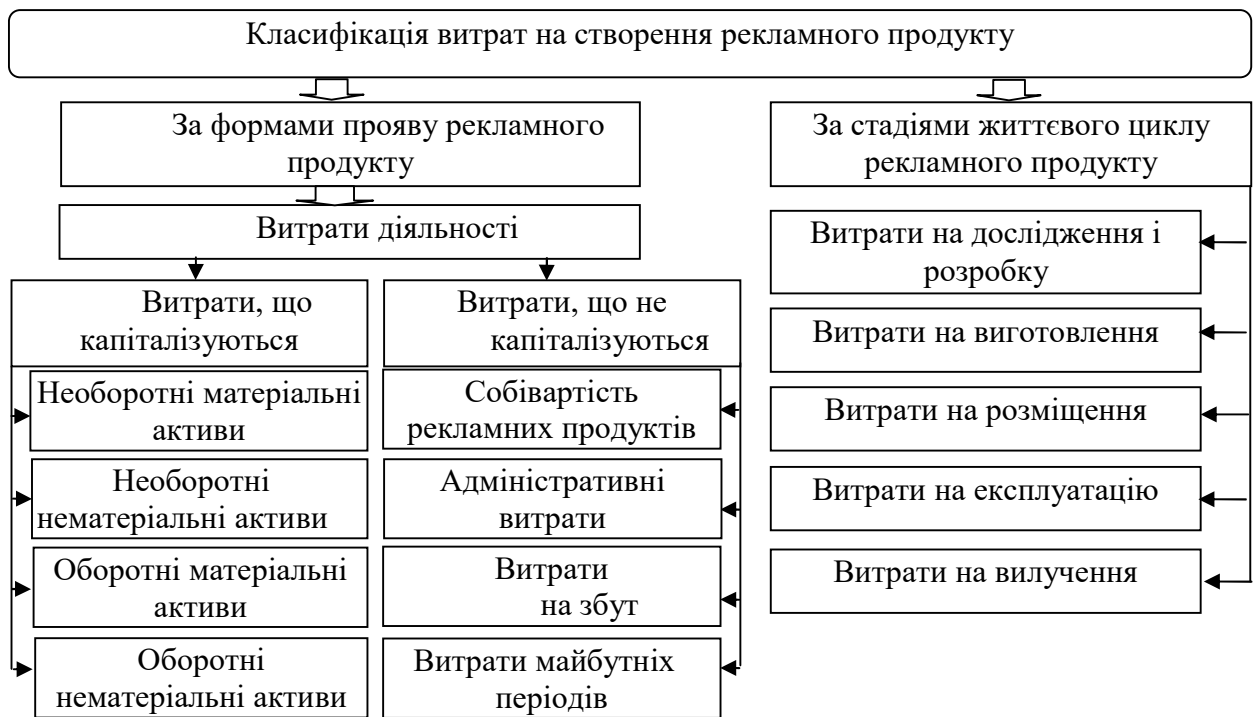 Класифікація витрат на створення рекламного продукту
За формами прояву рекламного
продукту
Витрати діяльності
Витрати, що
капіталізуються
Необоротні матеріальні
активи
Необоротні
нематеріальні активи
Оборотні матеріальні
активи
Оборотні
нематеріальні активи
Витрати, що не
капіталізуються
Собівартість
рекламних продуктів
Адміністративні
витрати
Витрати
на збут
Витрати майбутніх
періодів
За стадіями життєвого циклу
рекламного продукту
Витрати на дослідження і
розробку
Витрати на виготовлення
Витрати на розміщення
Витрати на експлуатацію
Витрати на вилучення